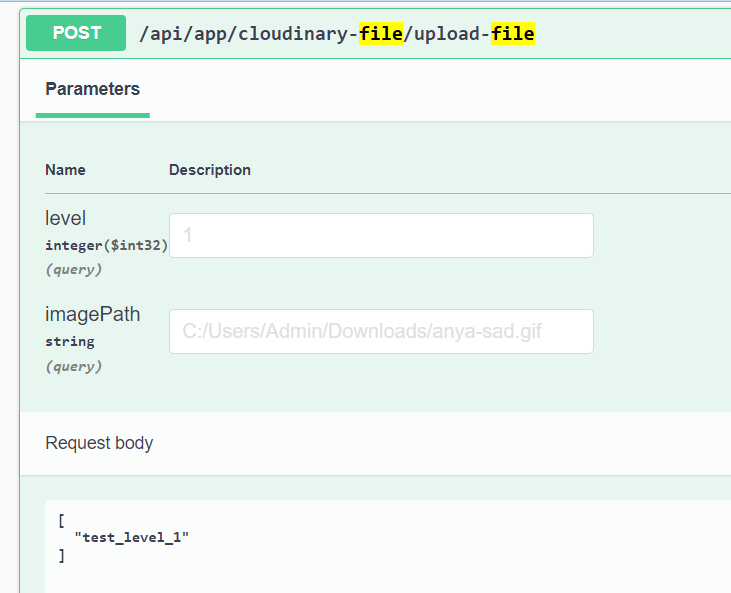 POST /api/app/cloudinary-file/upload-file
Parameters
Name Description
level
integer($int32)
(query)
1
imagePath
string
(query)
C:/Users/Admin/Downloads/anya-sad.gif
Request body
[
"test_level_1"
]